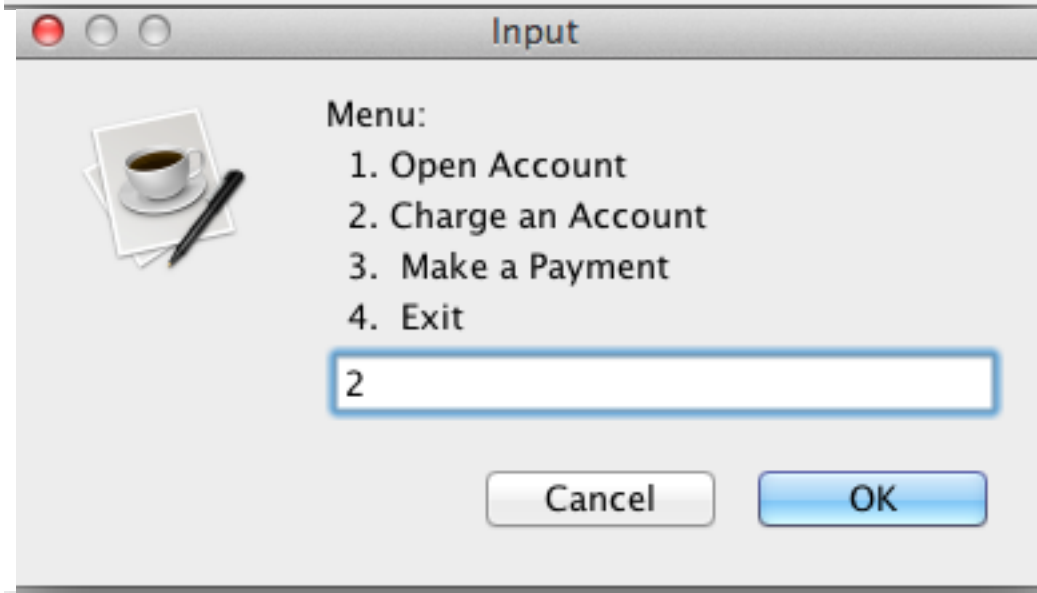 Input
Menu:
1. Open Account
2. Charge an Account
3.  Make a Payment
4.  Exit
2
Cancel OK